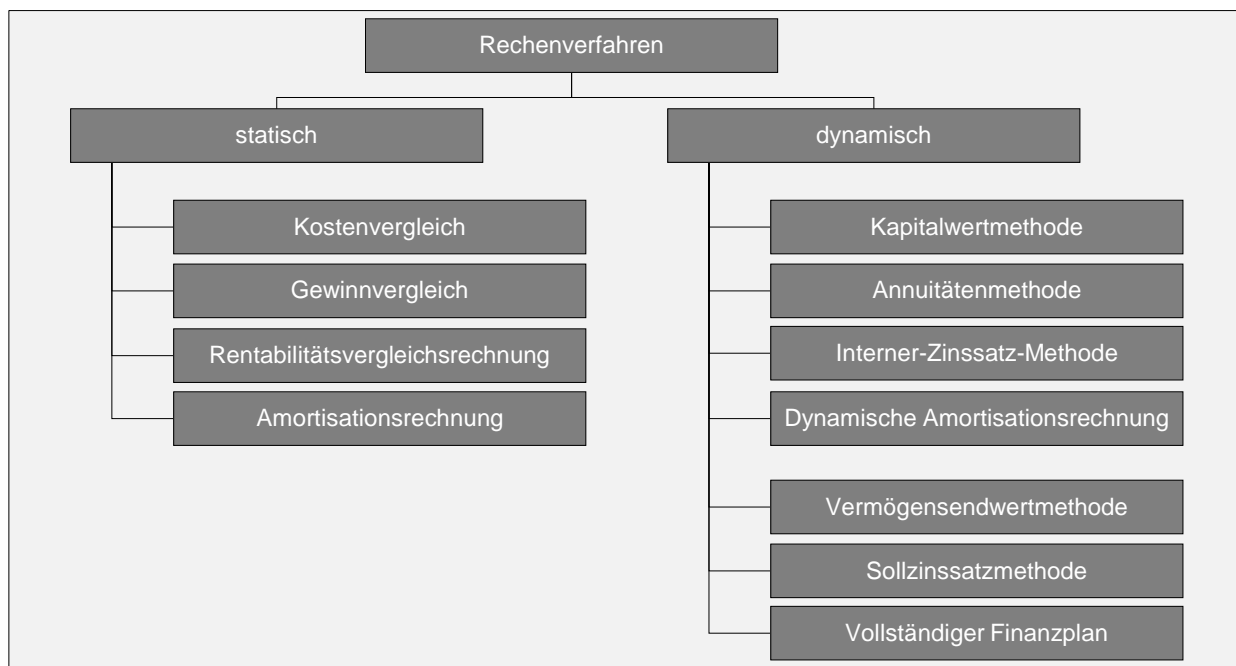 Rechenverfahren
statisch
Kostenvergleich
Gewinnvergleich
Rentabilitätsvergleichsrechnung
Amortisationsrechnung
dynamisch
Kapitalwertmethode
Annuitätenmethode
Interner-Zinssatz-Methode
Dynamische Amortisationsrechnung
Vermögensendwertmethode
Sollzinssatzmethode
Vollständiger Finanzplan